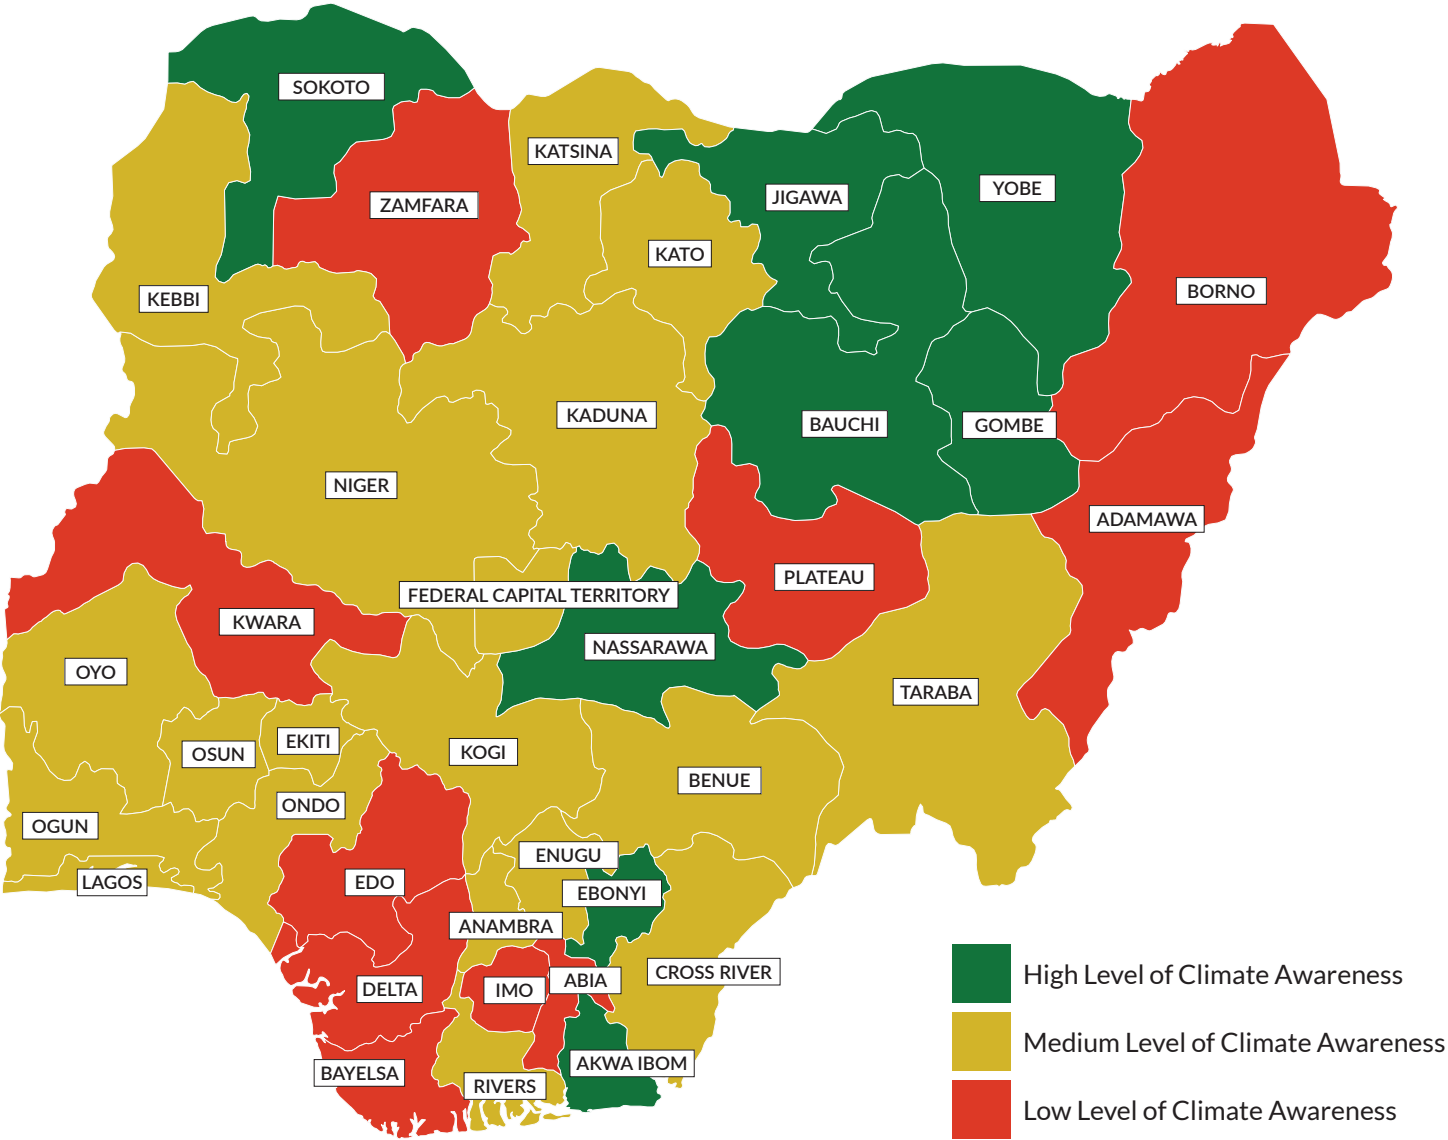 SOKOTO
KATSINA
ZAMFARA
JIGAWA
YOBE
KATO
KEBBI
BORNO
KADUNA
BAUCHI
GOMBE
NIGER
ADAMAWA
PLATEAU
FEDERAL CAPITAL TERRITORY
KWARA
NASSARAWA
OYO
TARABA
EKITI
OSUN
KOGI
BENUE
ONDO
OGUN
ENUGU
LAGOS
EDO
EBONYI
ANAMBRA
CROSS RIVER
ABIA
DELTA
IMO
AKWA IBOM
BAYELSA
RIVERS
High Level of Climate Awareness
Medium Level of Climate Awareness
Low Level of Climate Awareness